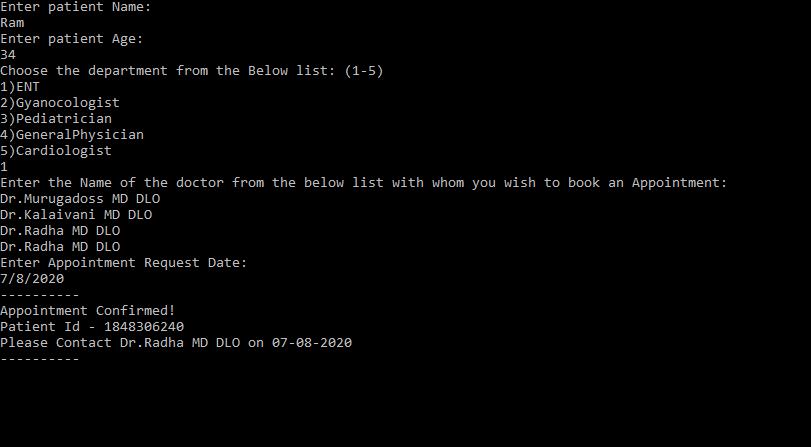 Enter patient Name:
Ram
Enter patient Age:
34
Choose the department from the Below list: (1-5)
1)ENT
2)Gyanocologist
3)Pediatrician
4)GeneralPhysician
5)Cardiologist
1
Enter the Name of the doctor from the below list with whom you wish to book an Appointment:
Dr.Murugadoss MD DLO
Dr.Kalaivani MD DLO
Dr.Radha MD DLO
Dr.Radha MD DLO
Enter Appointment Request Date:
7/8/2020
----------
Appointment Confirmed!
Patient Id - 1848306240
Please Contact Dr.Radha MD DLO on 07-08-2020
----------